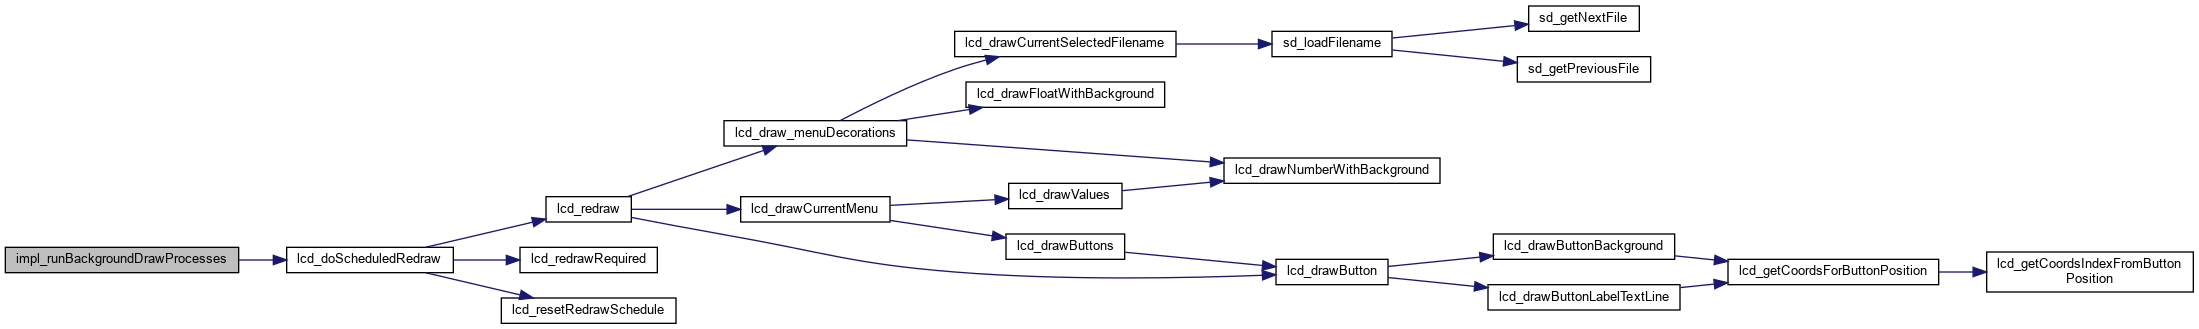 sd_getNextFile
lcd_drawCurrentSelectedFilename
sd_loadFilename
sd_getPreviousFile
lcd_drawFloatWithBackground
lcd_draw_menuDecorations
lcd_drawNumberWithBackground
lcd_drawValues
lcd_redraw
lcd_drawCurrentMenu
lcd_drawButtons
lcd_drawButtonBackground
impl_runBackgroundDrawProcesses
lcd_doScheduledRedraw
lcd_redrawRequired
lcd_drawButton
lcd_getCoordsForButtonPosition
lcd_getCoordsIndexFromButton
Position
lcd_drawButtonLabelTextLine
lcd_resetRedrawSchedule